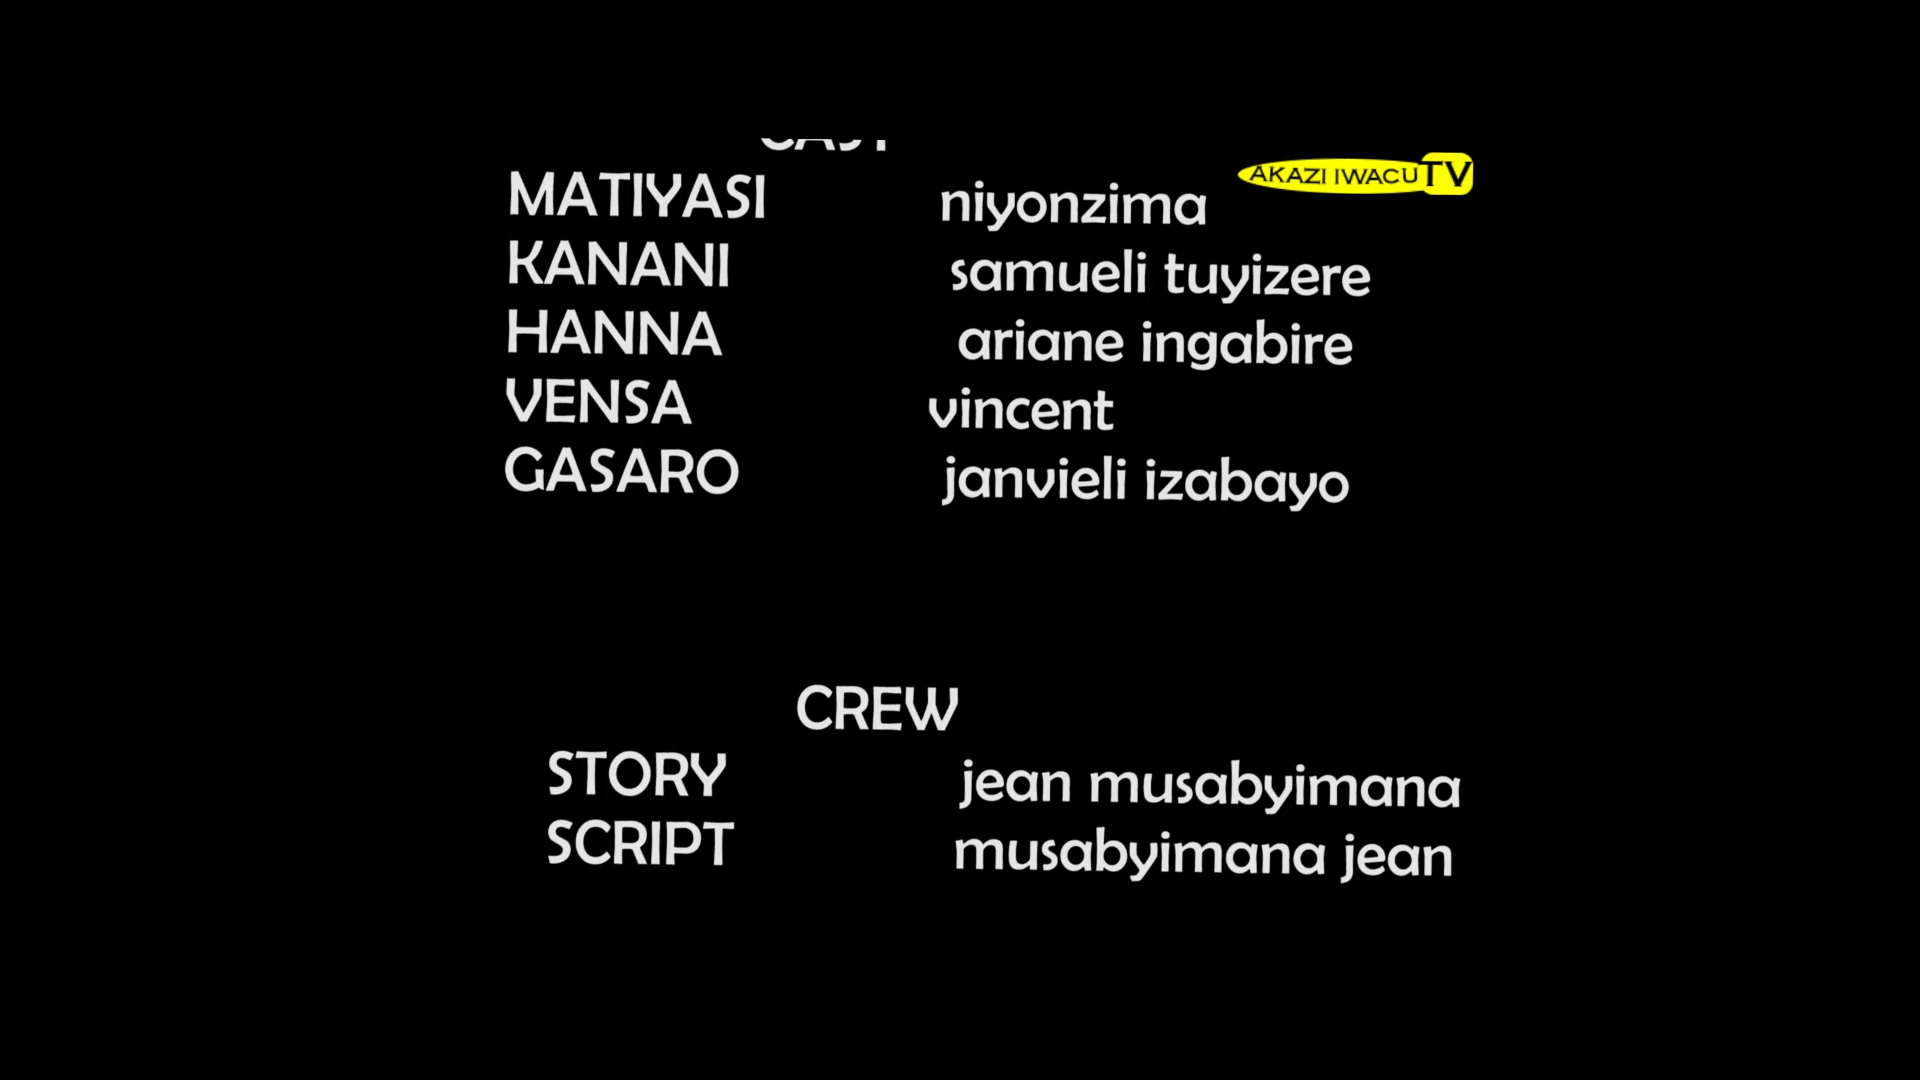 CAST
AKAZI IWACU TV
MATIYASI niyonzima
KANANI samueli tuyizere
HANNA ariane ingabire
VENSA vincent
GASARO janvieli izabayo
CREW
STORY jean musabyimana
SCRIPT musabyimana jean